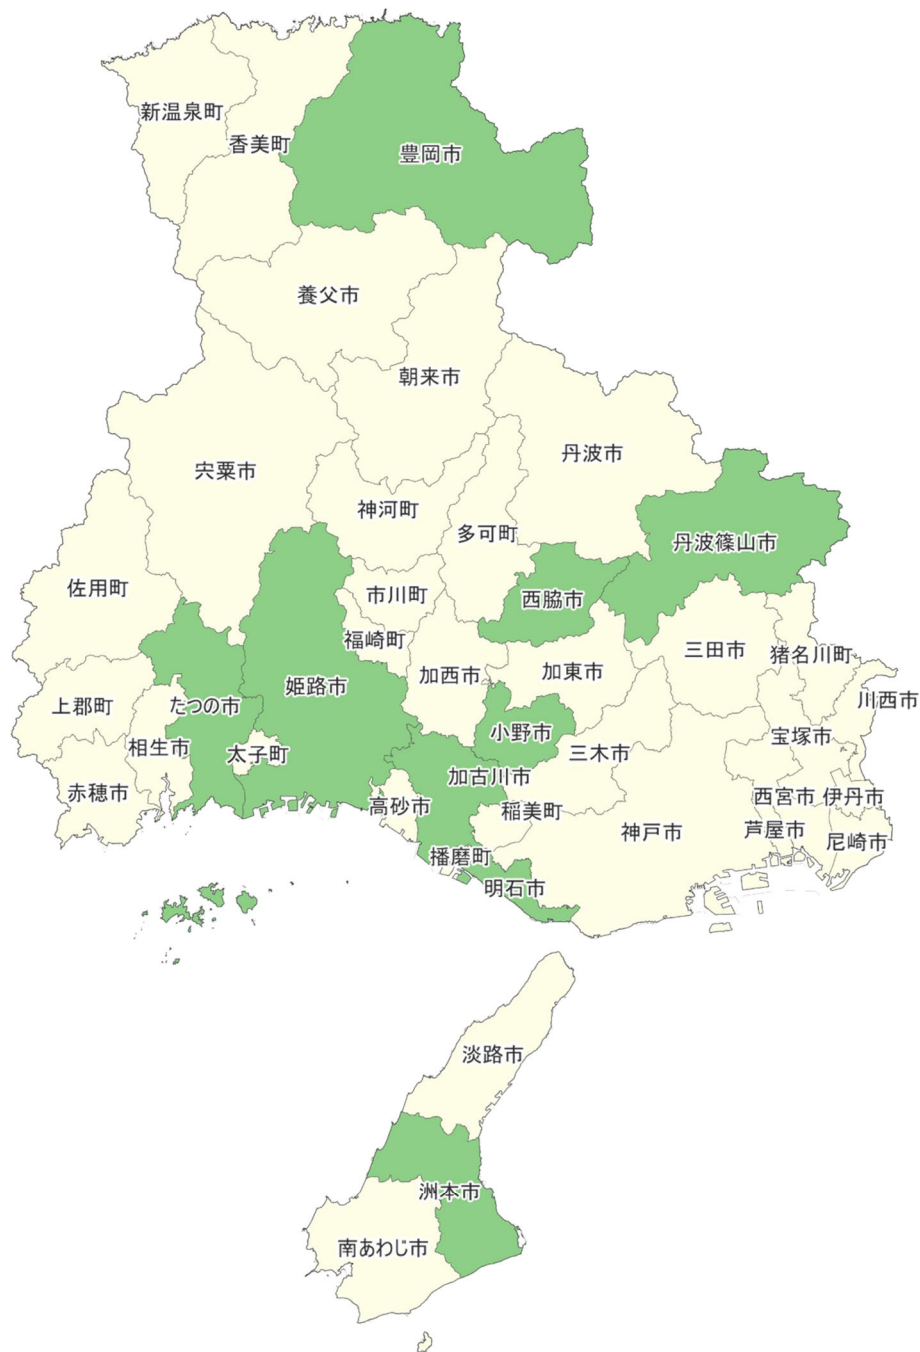 新温泉町
香美町
豊岡市
養父市
朝来市
丹波市
宍粟市
神河町
多可町
丹波篠山市
佐用町
市川町
西脇市
福崎町
三田市
猪名川町
加西市
加東市
姫路市
川西市
上郡町
たつの市
小野市
宝塚市
相生市
太子町
三木市
加古川市
赤穂市
高砂市
稲美町
西宮市
伊丹市
神戸市
芦屋市
尼崎市
播磨町
明石市
淡路市
洲本市
南あわじ市